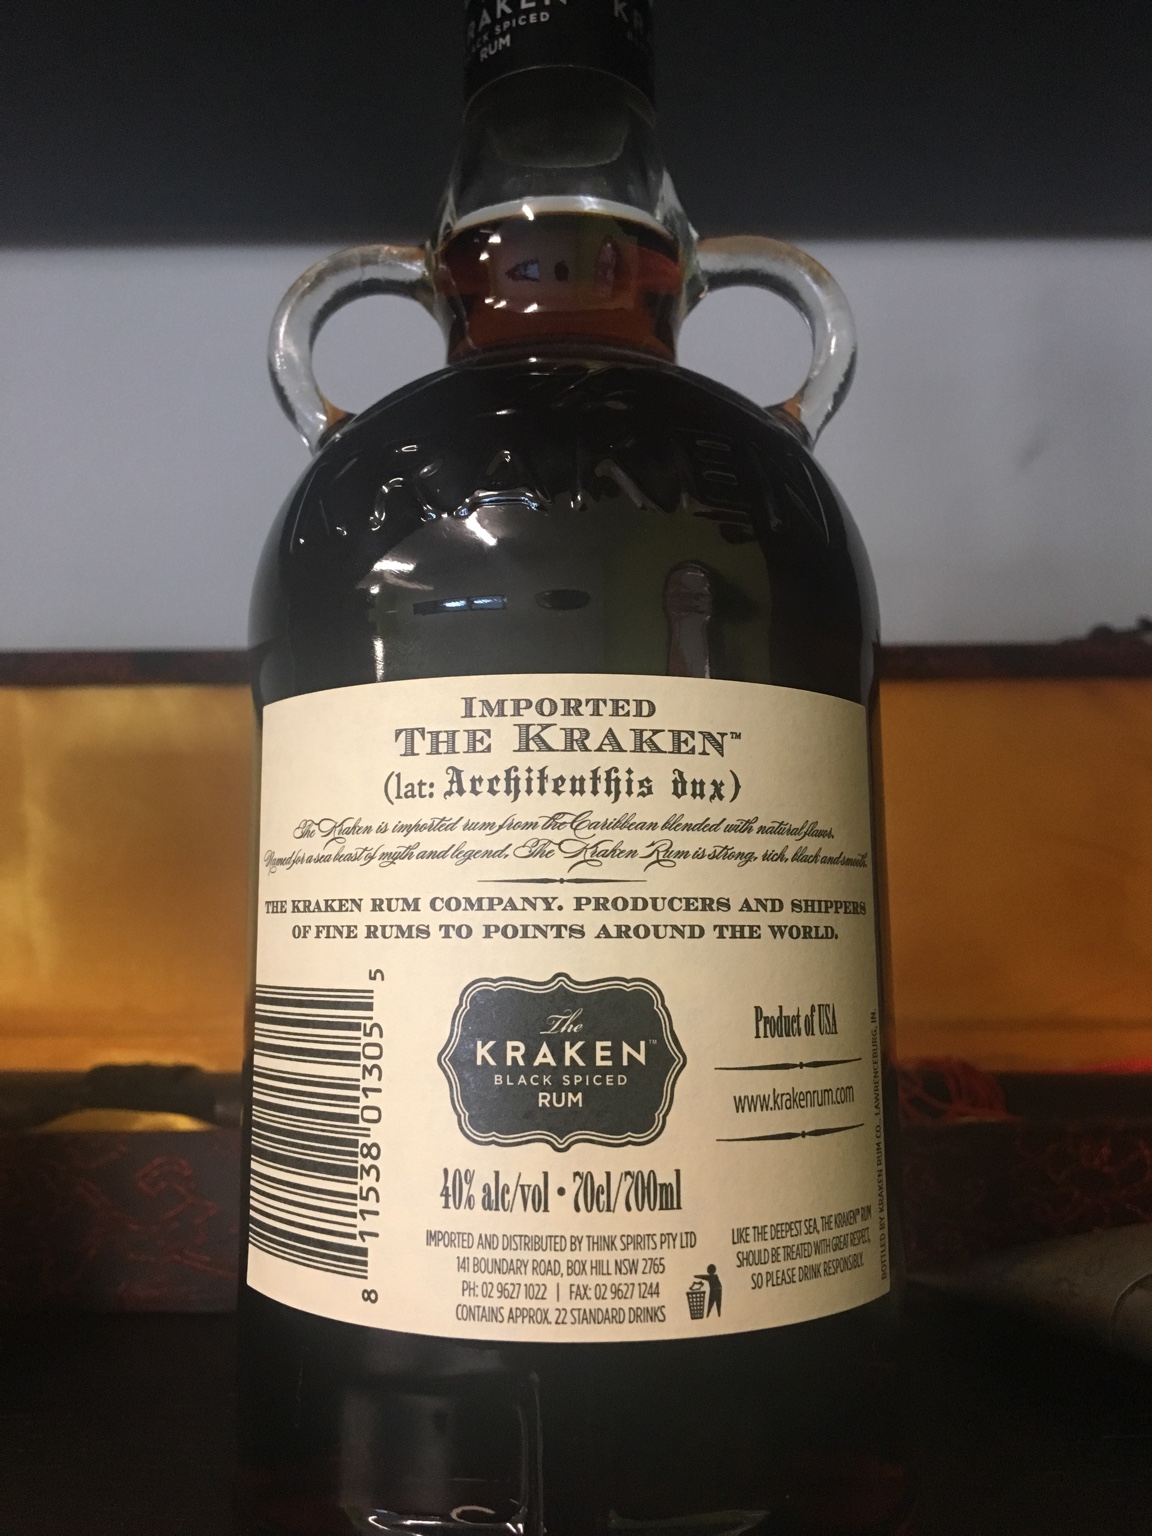 RAKEN
ACK SPICED
RUM
KR
KRAKEN
IMPORTED
THE KRAKEN™
(lat: Architeuthis dux)
The Kraken is imported rum from the Caribbean blended with natural flavors.
Named for a sea beast of myth and legend, The Kraken Rum is strong, rich, black and smooth.
THE KRAKEN RUM COMPANY. PRODUCERS AND SHIPPERS
OF FINE RUMS TO POINTS AROUND THE WORLD.
8 11538 01305 5
The
KRAKEN™
BLACK SPICED
RUM
Product of USA
www.krakenrum.com
40% alc/vol • 70cl/700ml
IMPORTED AND DISTRIBUTED BY THINK SPIRITS PTY LTD
141 BOUNDARY ROAD, BOX HILL NSW 2765
PH: 02 9627 1022 | FAX: 02 9627 1244
CONTAINS APPROX. 22 STANDARD DRINKS
LIKE THE DEEPEST SEA, THE KRAKEN® RUM
SHOULD BE TREATED WITH GREAT RESPECT,
SO PLEASE DRINK RESPONSIBLY.
BOTTLED BY KRAKEN RUM CO., LAWRENCEBURG, IN.